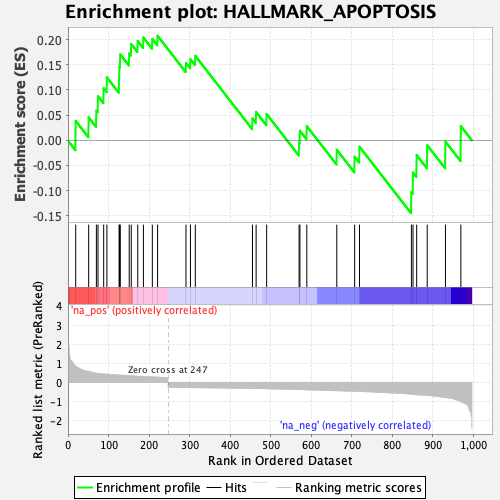 Enrichment plot: HALLMARK_APOPTOSIS
Enrichment score (ES)
0.20
0.15
0.10
0.05
0.00
-0.05
-0.10
-0.15
'na_pos' (positively correlated)
Ranked list metric (PreRanked)
4
3
2
1
0
-1
-2
Zero cross at 247
'na_neg' (negatively correlated)
0 100 200 300 400 500 600 700 800 900 1,000
Rank in Ordered Dataset
Enrichment profile Hits Ranking metric scores